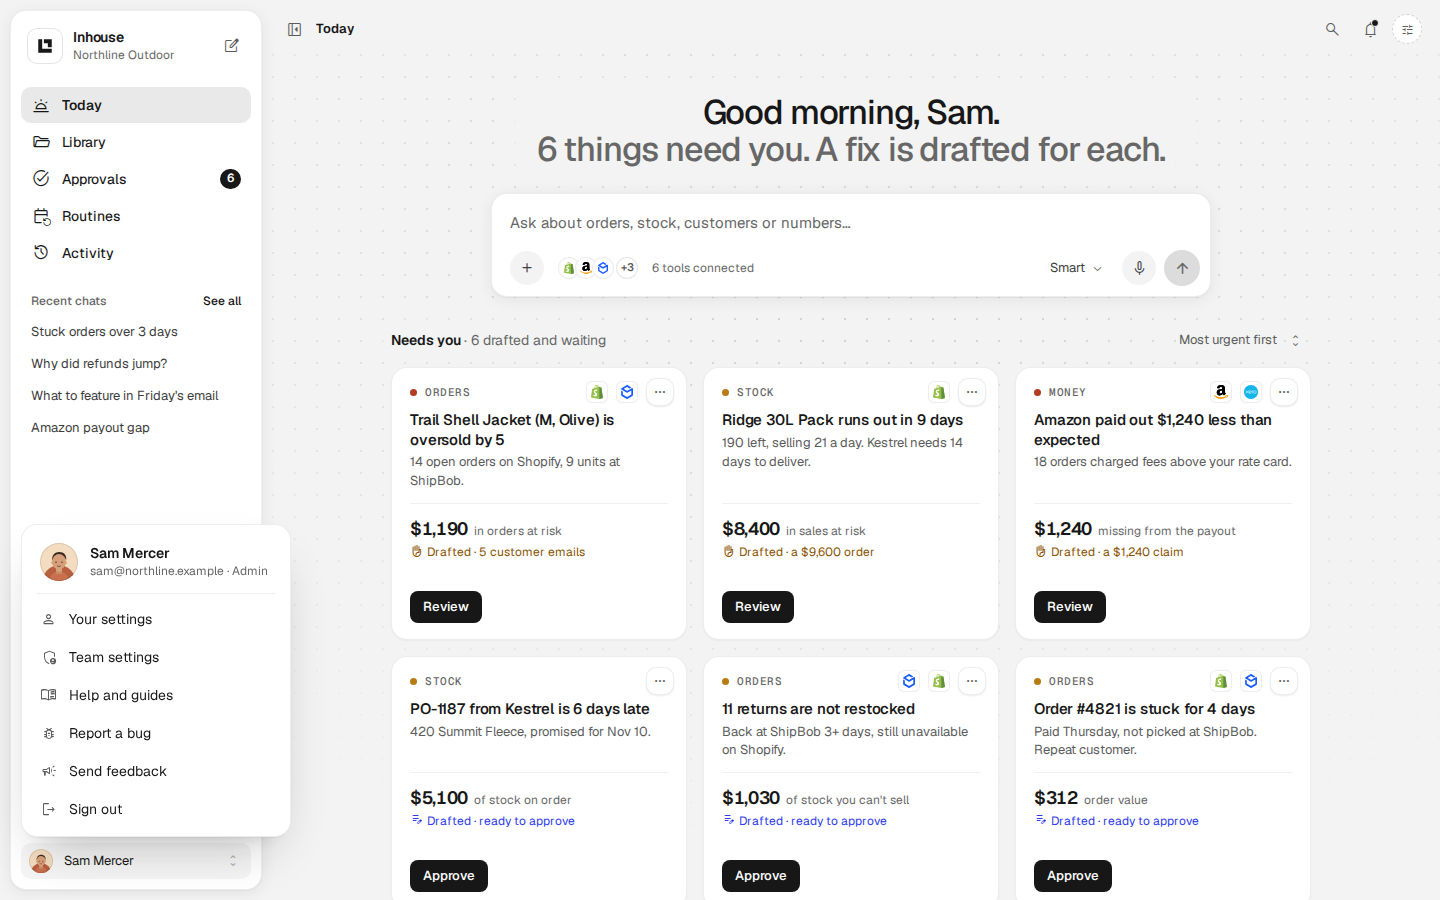 Inhouse
Northline Outdoor
Today
Library
Approvals
6
Routines
Activity
Recent chats
See all
Stuck orders over 3 days
Why did refunds jump?
What to feature in Friday's email
Amazon payout gap
Sam Mercer
sam@northline.example · Admin
Your settings
Team settings
Help and guides
Report a bug
Send feedback
Sign out
Sam Mercer
Today
Good morning, Sam.
6 things need you. A fix is drafted for each.
Ask about orders, stock, customers or numbers...
+3
6 tools connected
Smart
Needs you · 6 drafted and waiting
Most urgent first
ORDERS
Trail Shell Jacket (M, Olive) is
oversold by 5
14 open orders on Shopify, 9 units at
ShipBob.
$1,190 in orders at risk
Drafted · 5 customer emails
Review
STOCK
Ridge 30L Pack runs out in 9 days
190 left, selling 21 a day. Kestrel needs 14
days to deliver.
$8,400 in sales at risk
Drafted · a $9,600 order
Review
MONEY
Amazon paid out $1,240 less than
expected
18 orders charged fees above your rate card.
$1,240 missing from the payout
Drafted · a $1,240 claim
Review
STOCK
PO-1187 from Kestrel is 6 days late
420 Summit Fleece, promised for Nov 10.
$5,100 of stock on order
Drafted · ready to approve
Approve
ORDERS
11 returns are not restocked
Back at ShipBob 3+ days, still unavailable
on Shopify.
$1,030 of stock you can't sell
Drafted · ready to approve
Approve
ORDERS
Order #4821 is stuck for 4 days
Paid Thursday, not picked at ShipBob.
Repeat customer.
$312 order value
Drafted · ready to approve
Approve